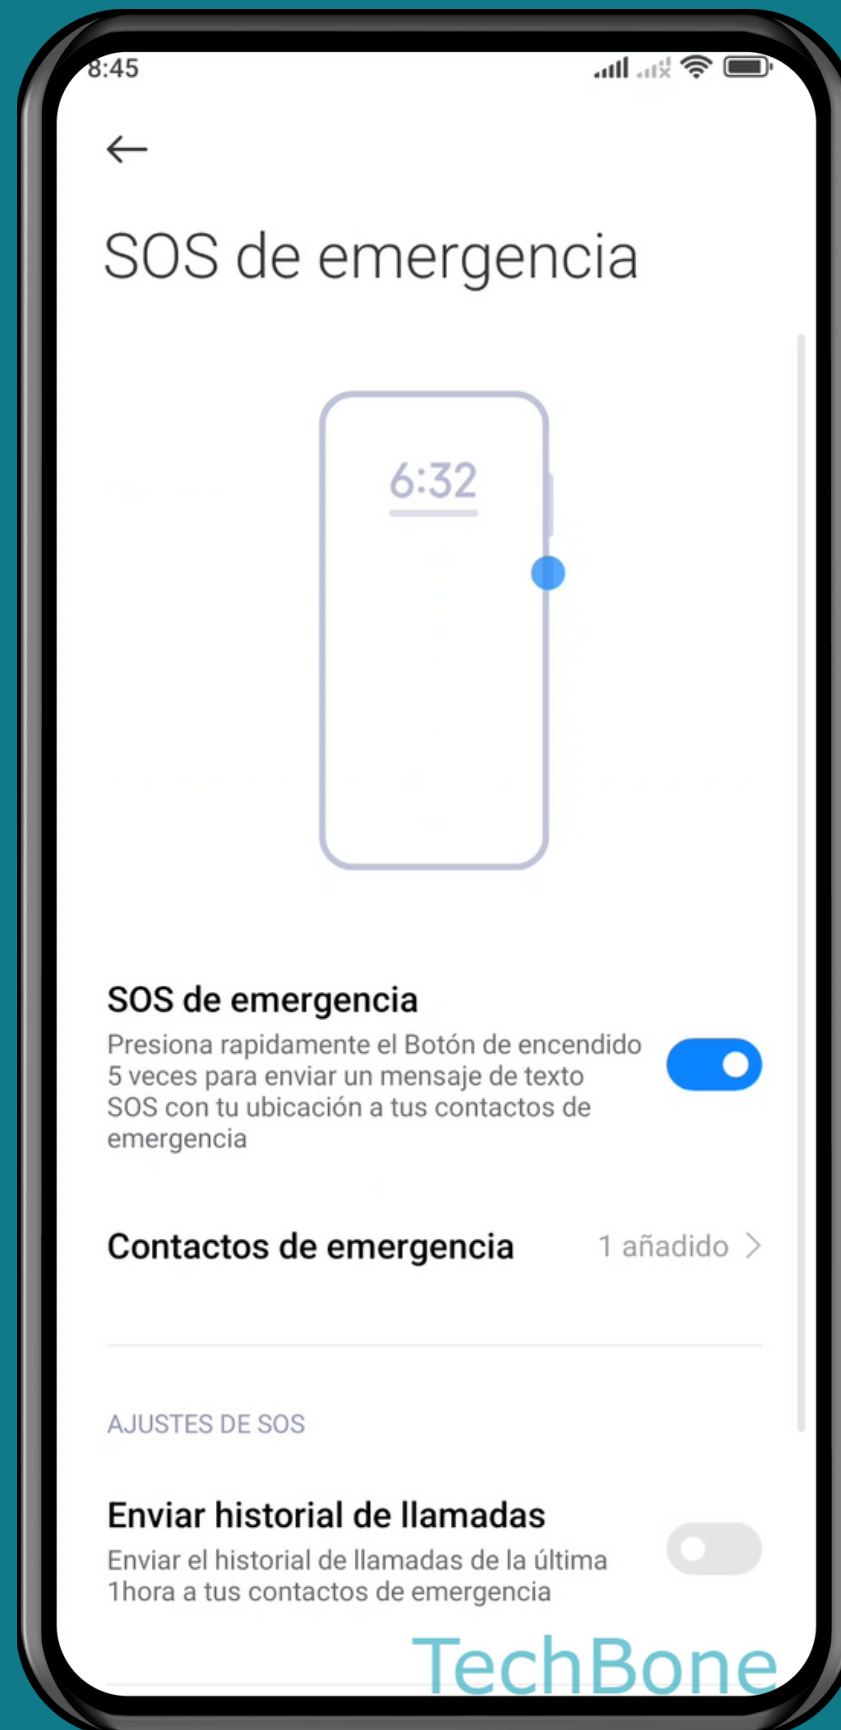 8:45
SOS de emergencia
6:32
SOS de emergencia
Presiona rapidamente el Botón de encendido
5 veces para enviar un mensaje de texto
SOS con tu ubicación a tus contactos de
emergencia
Contactos de emergencia 1 añadido
AJUSTES DE SOS
Enviar historial de llamadas
Enviar el historial de llamadas de la última
1hora a tus contactos de emergencia
TechBone